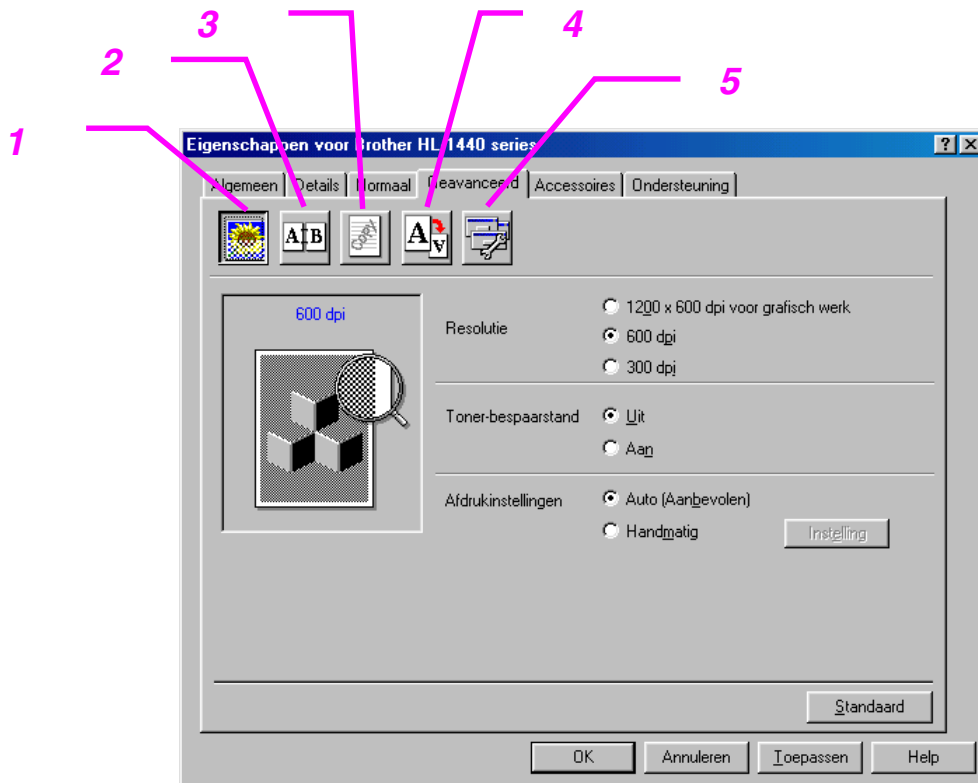 3
4
2
5
1
Eigenschappen voor Brother HL-1440 series
Algemeen Details Normaal Geavanceerd Accessoires Ondersteuning
A B COPY A V
600 dpi
Resolutie
1200 x 600 dpi voor grafisch werk
600 dpi
300 dpi
Toner-bespaarstand
Uit
Aan
Afdrukinstellingen
Auto (Aanbevolen)
Handmatig
Instelling
Standaard
OK Annuleren Toepassen Help